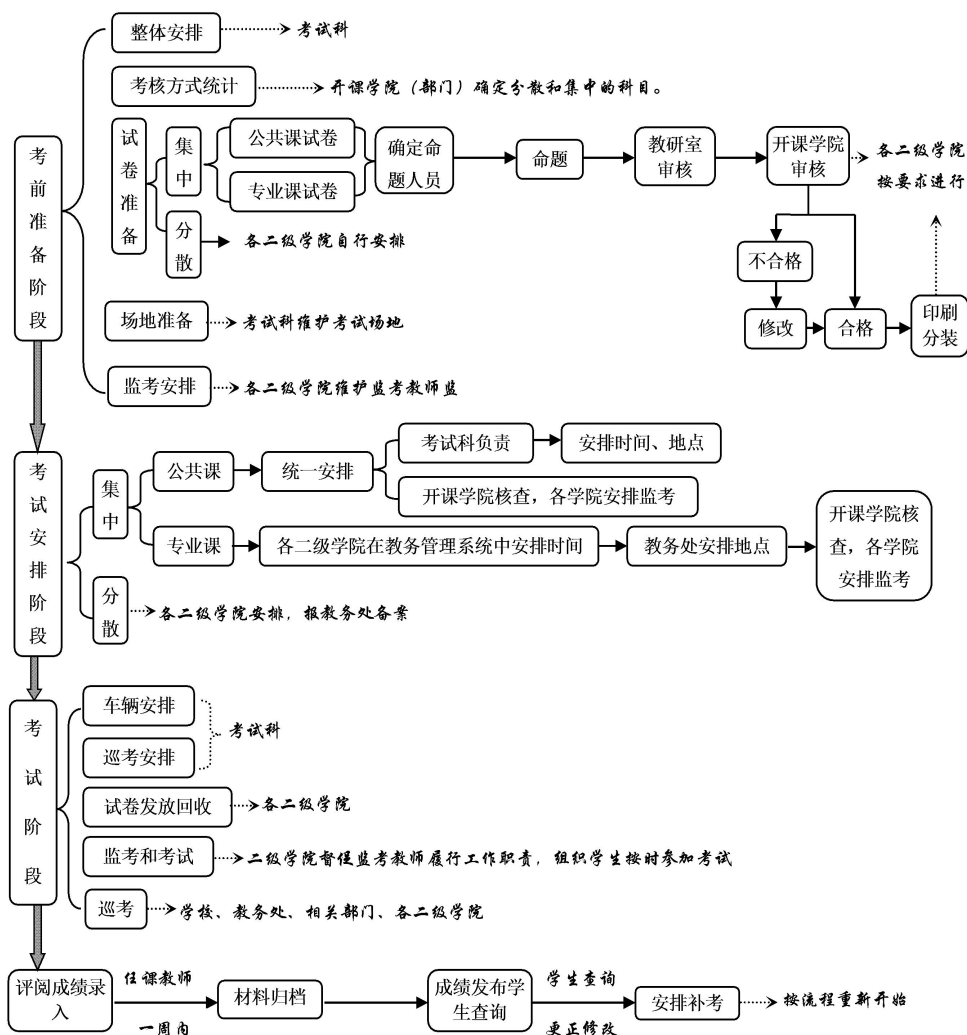 整体安排
考试科
考核方式统计
开课学院（部门）确定分散和集中的科目。
考前准备阶段
试卷准备
集中
公共课试卷
专业课试卷
确定命
题人员
命题
教研室
审核
开课学院
审核
各二级学院
按要求进行
分散
各二级学院自行安排
不合格
修改
合格
印刷
分装
场地准备
考试科维护考试场地
监考安排
各二级学院维护监考教师监
考试安排阶段
集中
公共课
统一安排
考试科负责
安排时间、地点
开课学院核查，各学院安排监考
专业课
各二级学院在教务管理系统中安排时间
教务处安排地点
开课学院核
查，各学院
安排监考
分散
各二级学院安排，报教务处备案
考试阶段
车辆安排
巡考安排
考试科
试卷发放回收
各二级学院
监考和考试
二级学院督促监考教师履行工作职责，组织学生按时参加考试
巡考
学校、教务处、相关部门、各二级学院
评阅成绩录
入
任课教师
一周内
材料归档
成绩发布学
生查询
学生查询
更正修改
安排补考
按流程重新开始